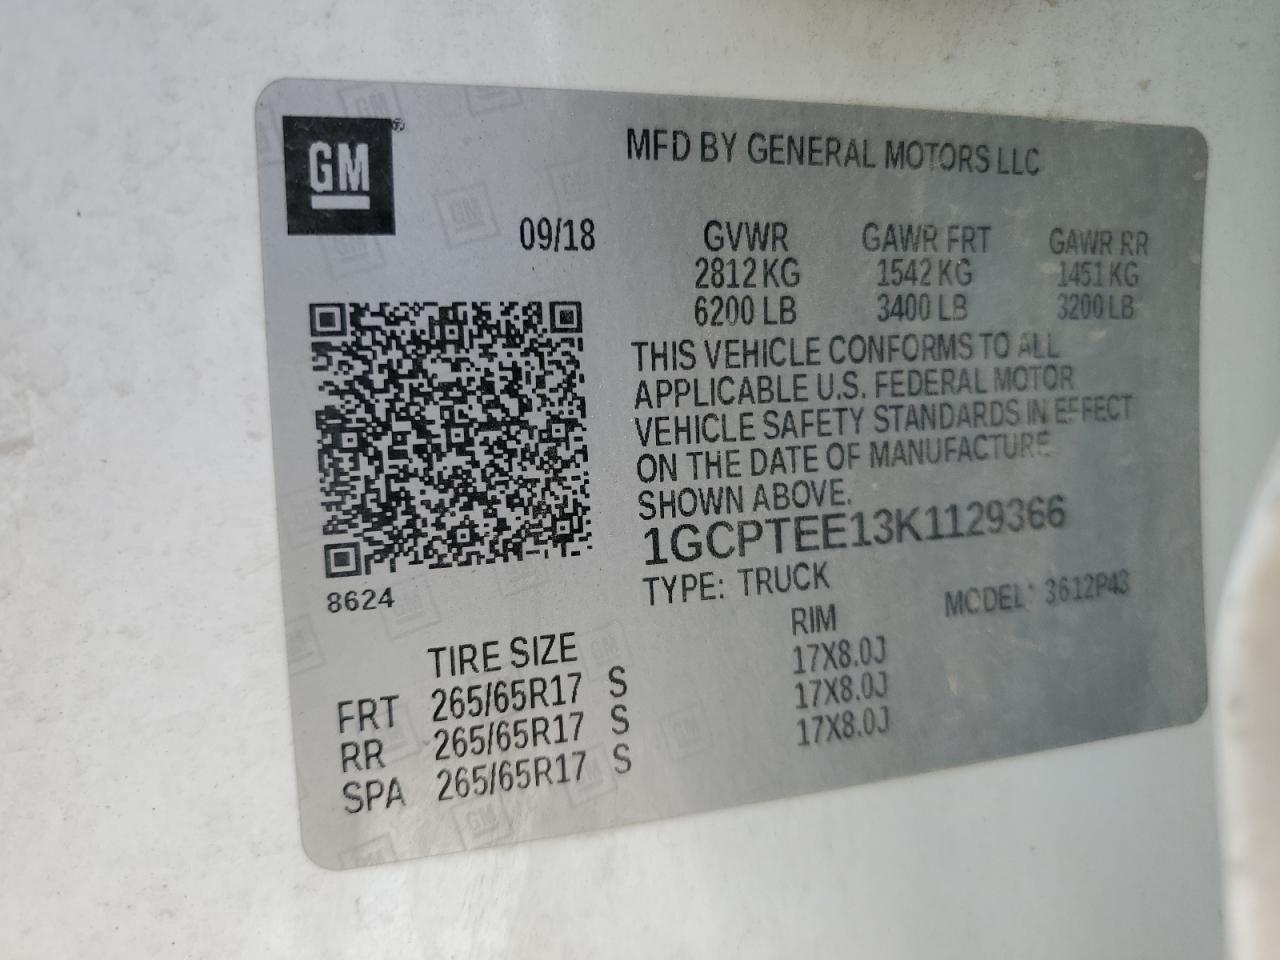 GM
®
MFD BY GENERAL MOTORS LLC
09/18
GVWR GAWR FRT GAWR RR
2812 KG 1542 KG 1451 KG
6200 LB 3400 LB 3200 LB
THIS VEHICLE CONFORMS TO ALL
APPLICABLE U.S. FEDERAL MOTOR
VEHICLE SAFETY STANDARDS IN EFFECT
ON THE DATE OF MANUFACTURE
SHOWN ABOVE.
1GCPTEE13K1129366
8624
TYPE: TRUCK MODEL: 3612P43
TIRE SIZE RIM
FRT 265/65R17 S 17X8.0J
RR 265/65R17 S 17X8.0J
SPA 265/65R17 S 17X8.0J